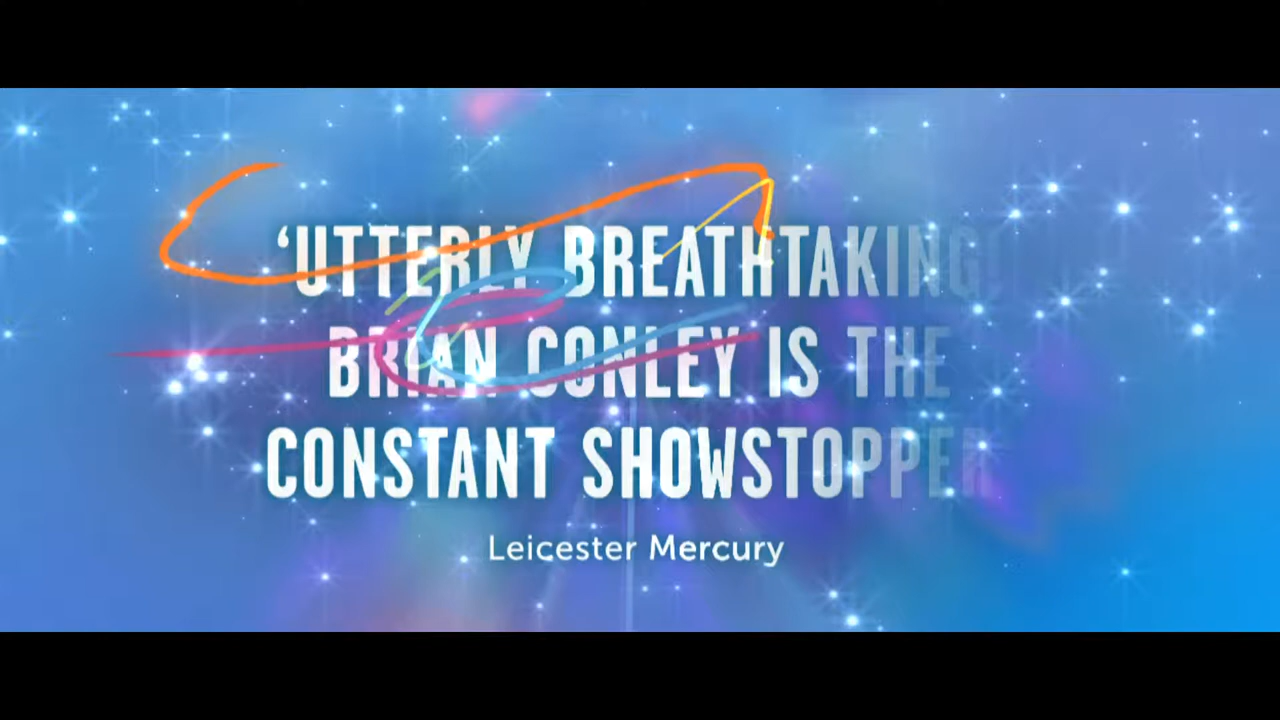 ‘UTTERLY BREATHTAKING!
BRIAN CONLEY IS THE
CONSTANT SHOWSTOPPER
Leicester Mercury